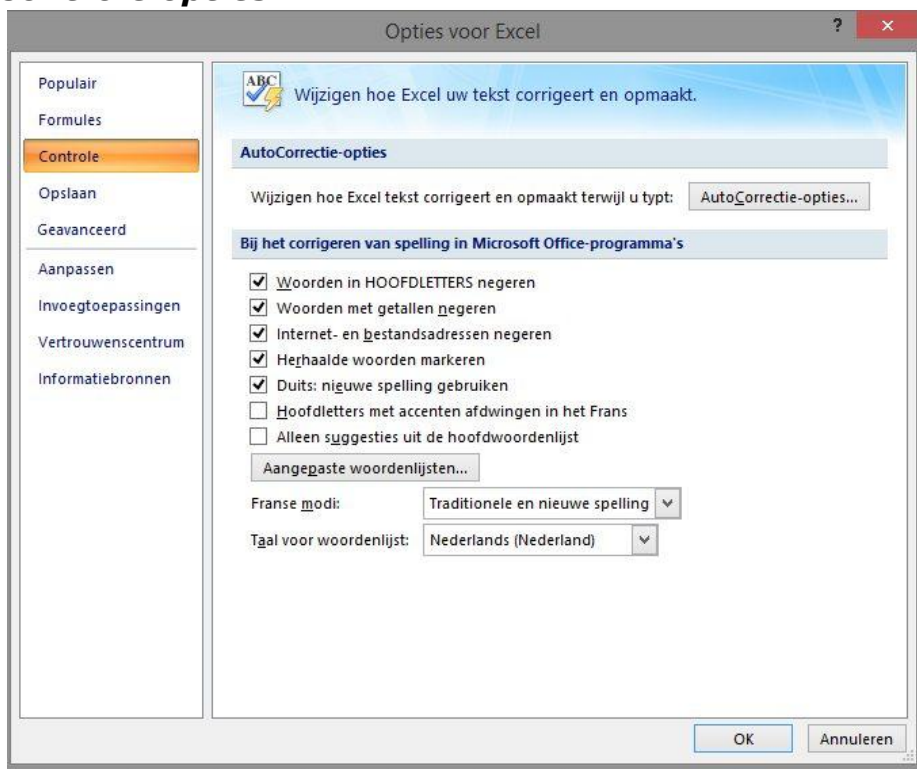 Opties voor Excel
?
Populair
Formules
Controle
Opslaan
Geavanceerd
Aanpassen
Invoegtoepassingen
Vertrouwenscentrum
Informatiebronnen
ABC
Wijzigen hoe Excel uw tekst corrigeert en opmaakt.
AutoCorrectie-opties
Wijzigen hoe Excel tekst corrigeert en opmaakt terwijl u typt: AutoCorrectie-opties...
Bij het corrigeren van spelling in Microsoft Office-programma's
Woorden in HOOFDLETTERS negeren
Woorden met getallen negeren
Internet- en bestandsadressen negeren
Herhaalde woorden markeren
Duits: nieuwe spelling gebruiken
Hoofdletters met accenten afdwingen in het Frans
Alleen suggesties uit de hoofdwoordenlijst
Aangepaste woordenlijsten...
Franse modi: Traditionele en nieuwe spelling
Taal voor woordenlijst: Nederlands (Nederland)
OK Annuleren